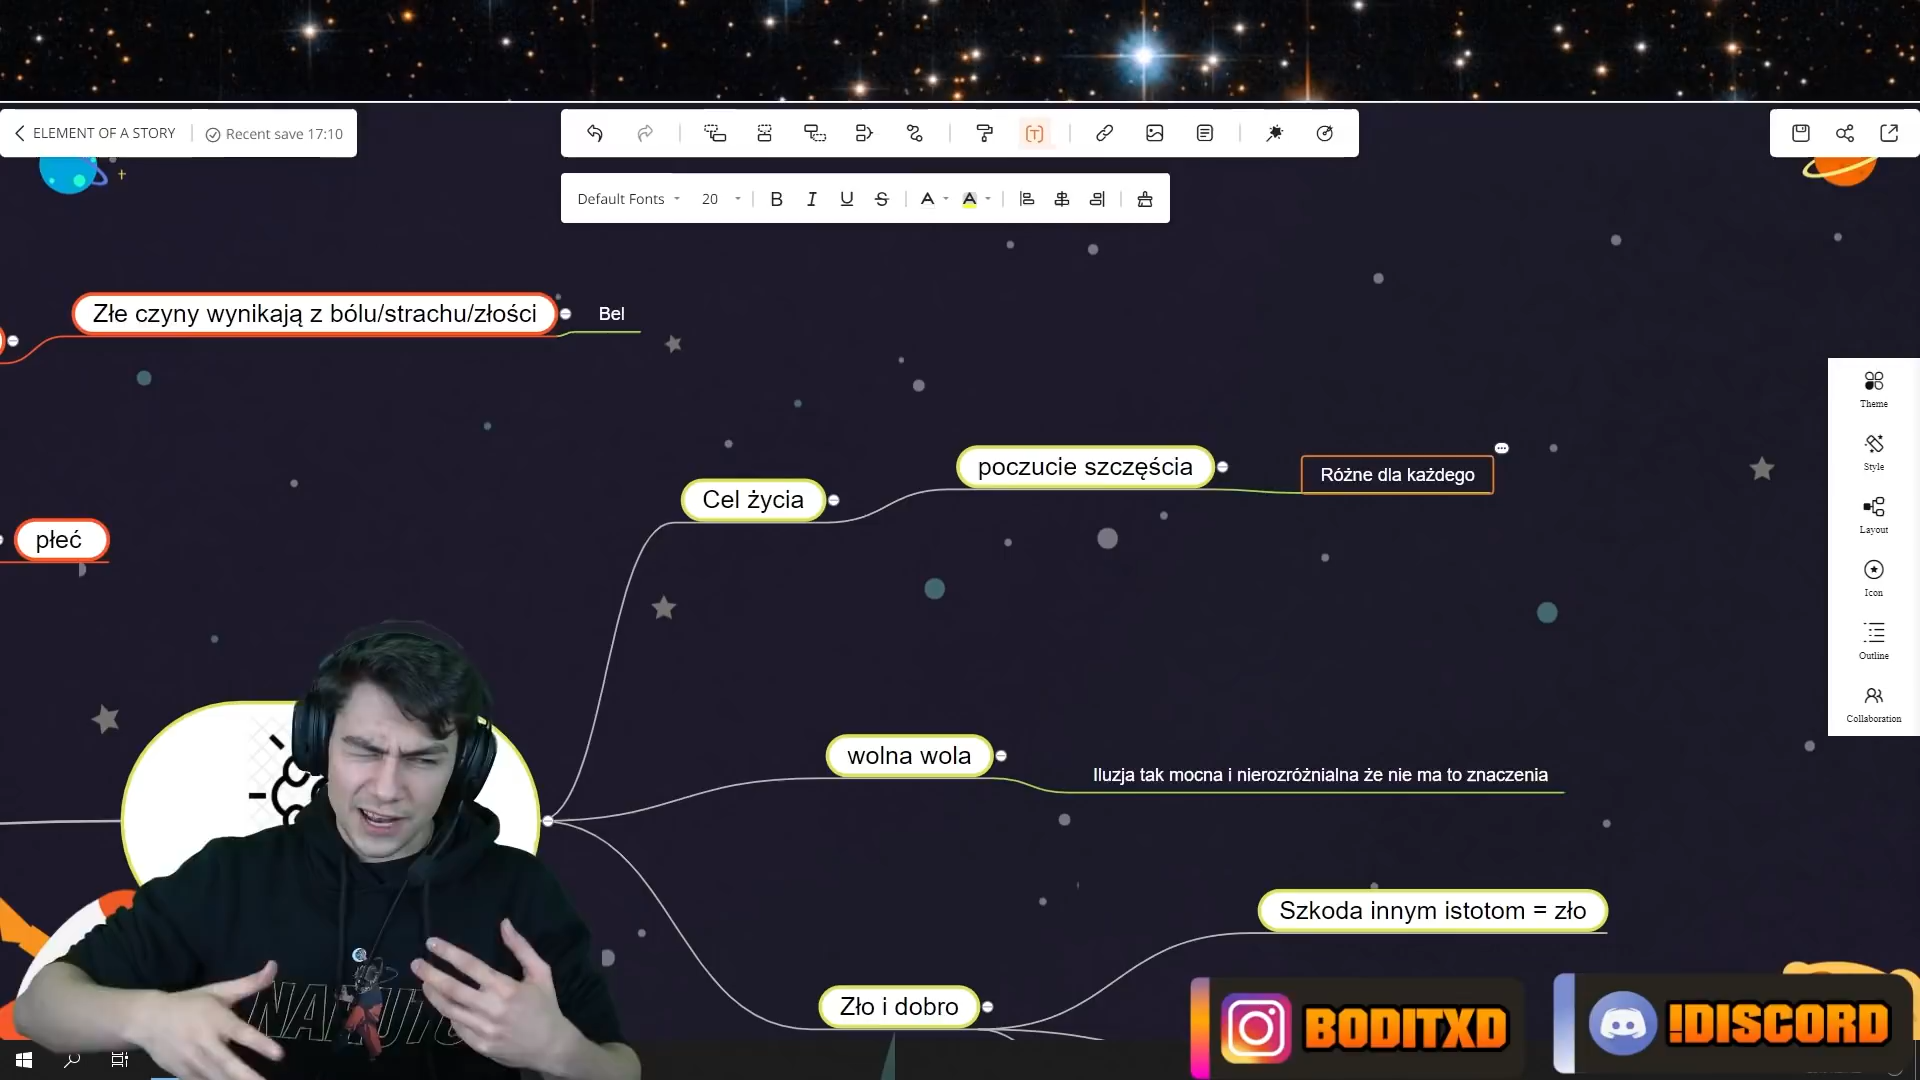 ELEMENT OF A STORY
Recent save 17:10
Default Fonts
20
B I U S A A
Złe czyny wynikają z bólu/strachu/złości
Bel
Theme
Style
Layout
Icon
Outline
Collaboration
poczucie szczęścia
Różne dla każdego
Cel życia
płeć
wolna wola
Iluzja tak mocna i nierozróżnialna że nie ma to znaczenia
Szkoda innym istotom = zło
Zło i dobro
BODITXD
!DISCORD